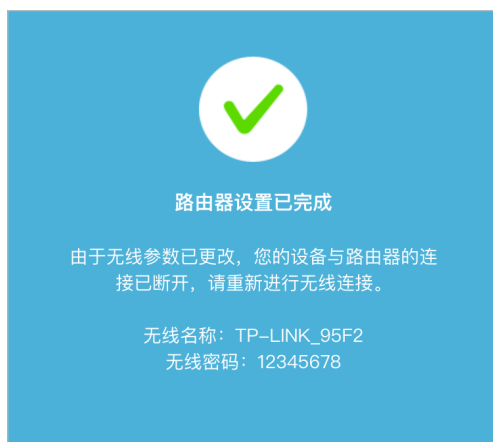 路由器设置已完成
由于无线参数已更改，您的设备与路由器的连
接已断开，请重新进行无线连接。
无线名称：TP-LINK_95F2
无线密码：12345678